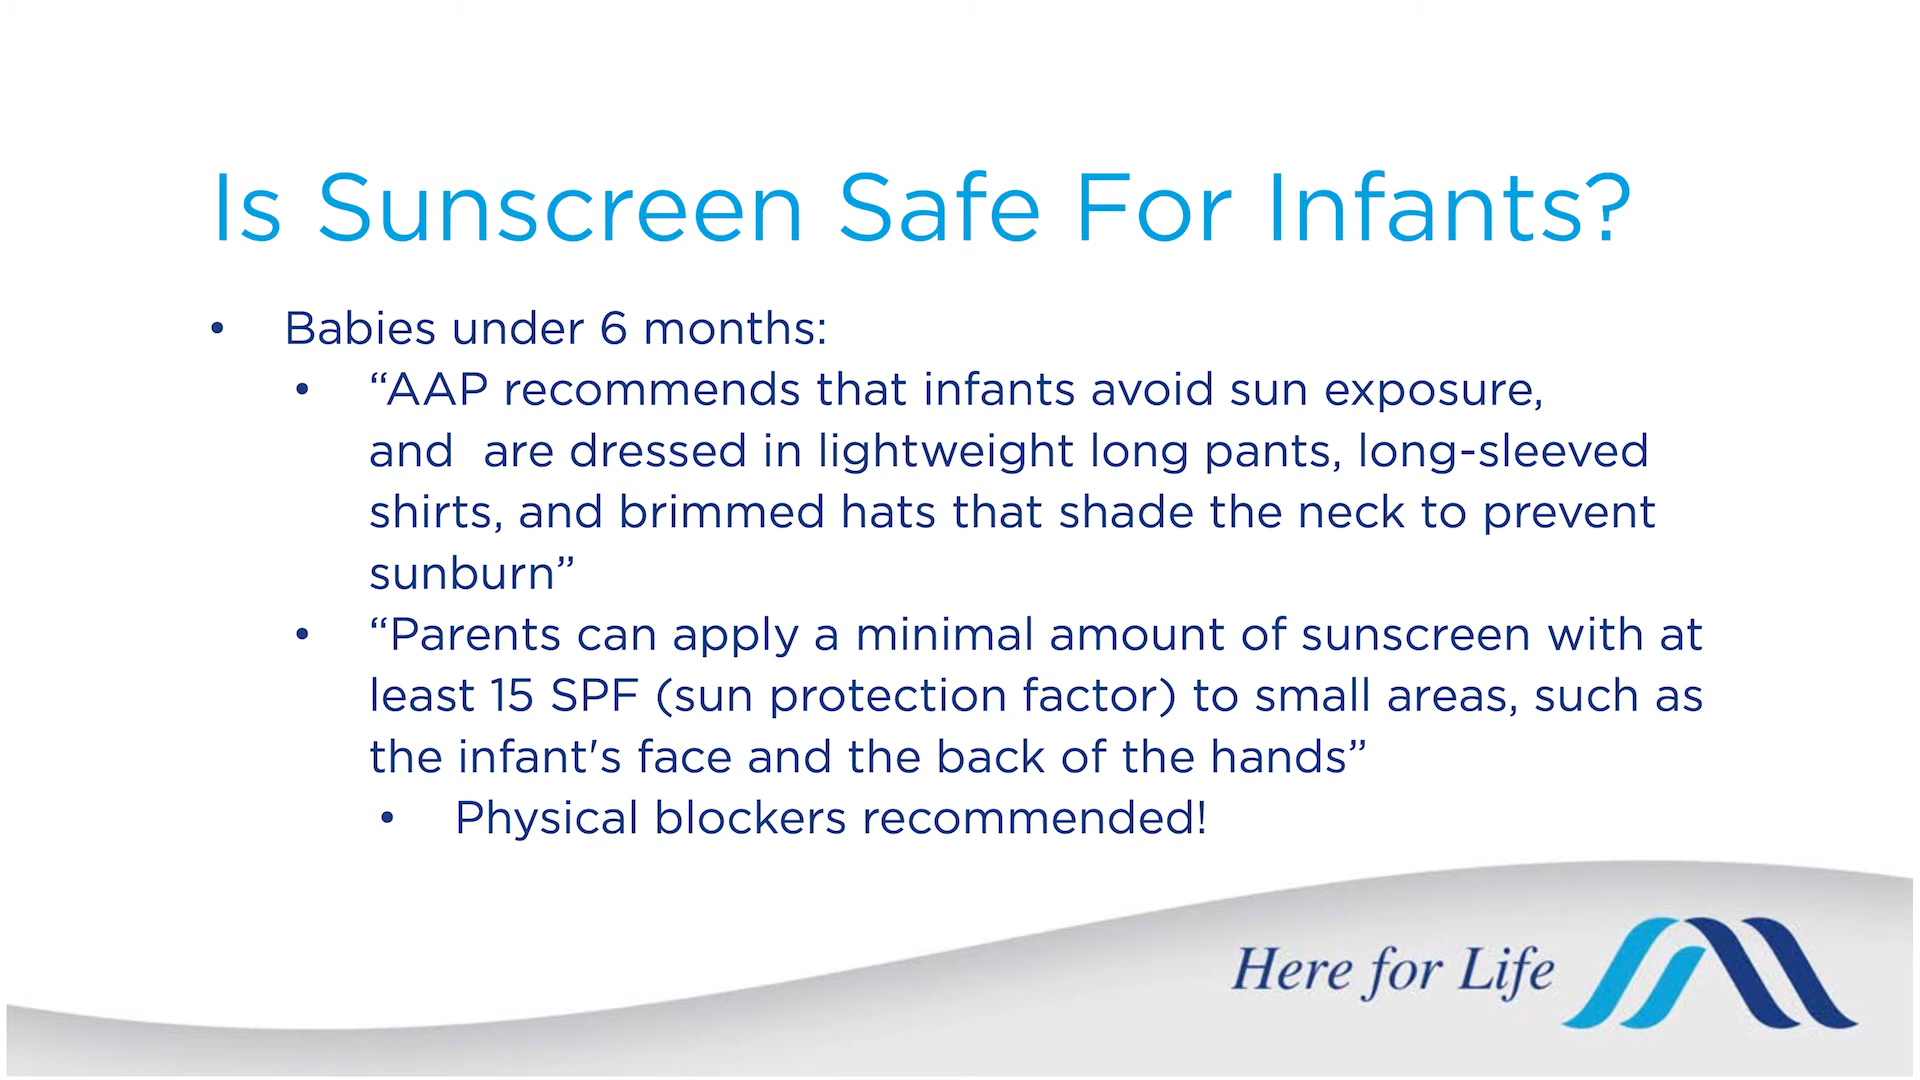 Is Sunscreen Safe For Infants?
• Babies under 6 months:
• “AAP recommends that infants avoid sun exposure,
and  are dressed in lightweight long pants, long-sleeved
shirts, and brimmed hats that shade the neck to prevent
sunburn”
• “Parents can apply a minimal amount of sunscreen with at
least 15 SPF (sun protection factor) to small areas, such as
the infant's face and the back of the hands”
• Physical blockers recommended!
Here for Life